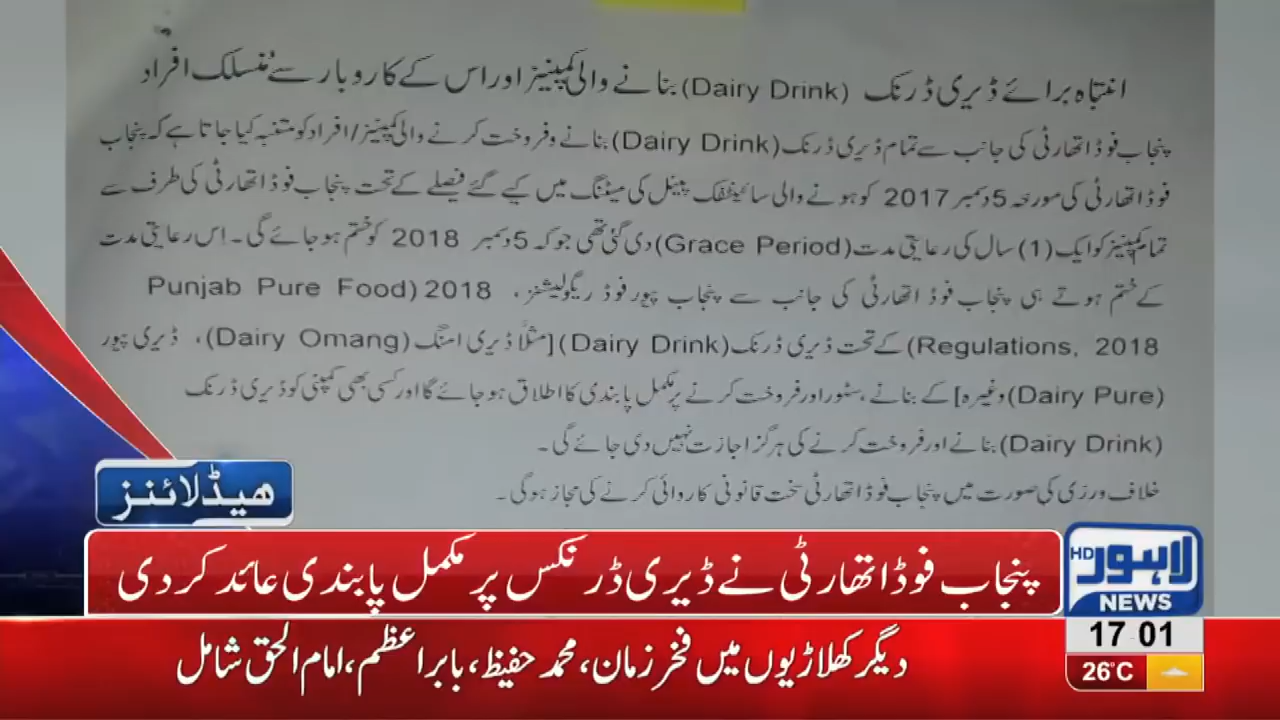 انتباہ برائے ڈیری ڈرنک (Dairy Drink) بنانے والی کمپنیز اور اس کے کاروبار سے مُنسلک افراد
پنجاب فوڈ اتھارٹی کی جانب سے تمام ڈیری ڈرنک (Dairy Drink) بنانے و فروخت کرنے والی کمپنیز/افراد کو متنبہ کیا جاتا ہے کہ پنجاب
فوڈ اتھارٹی کی مورخہ 5 دسمبر 2017 کو ہونے والی سائینٹفک پینل کی میٹنگ میں کیے گئے فیصلے کے تحت پنجاب فوڈ اتھارٹی کی طرف سے
تمام کمپنیز کو ایک (1) سال کی رعایتی مدت (Grace Period) دی گئی تھی جو کہ 5 دسمبر 2018 کو ختم ہو جائے گی۔ اِس رعایتی مدت
کے ختم ہوتے ہی پنجاب فوڈ اتھارٹی کی جانب سے پنجاب پیور فوڈ ریگولیشنز، 2018 (Punjab Pure Food
Regulations, 2018) کے تحت ڈیری ڈرنک (Dairy Drink) [مثلاً ڈیری امنگ (Dairy Omang)، ڈیری پیور
(Dairy Pure) وغیرہ] کے بنانے، سٹور اور فروخت کرنے پر مکمل پابندی کا اطلاق ہو جائے گا اور کسی بھی کمپنی کو ڈیری ڈرنک
(Dairy Drink) بنانے اور فروخت کرنے کی ہرگز اجازت نہیں دی جائے گی۔
خلاف ورزی کی صورت میں پنجاب فوڈ اتھارٹی سخت قانونی کاروائی کرنے کی مجاز ہو گی۔
ھیڈلائنز
پنجاب فوڈ اتھارٹی نے ڈیری ڈرنکس پر مکمل پابندی عائد کر دی
HD لاہور
NEWS
17 01
26°C
دیگر کھلاڑیوں میں فخر زمان، محمد حفیظ، بابر اعظم، امام الحق شامل